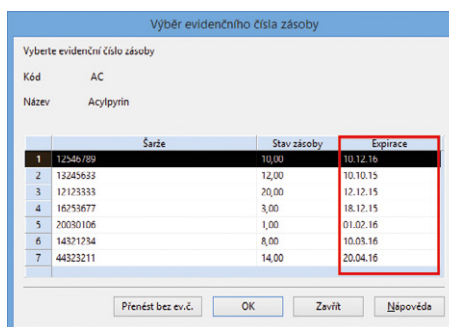 Výběr evidenčního čísla zásoby
Vyberte evidenční číslo zásoby
Kód AC
Název Acylpyrin
Šarže Stav zásoby Expirace
1 12546789 10,00 10.12.16
2 13245633 12,00 10.10.15
3 12123333 20,00 12.12.15
4 16253677 3,00 18.12.15
5 20030106 1,00 01.02.16
6 14321234 8,00 10.03.16
7 44323211 14,00 20.04.16
Přenést bez ev.č. OK Zavřít Nápověda